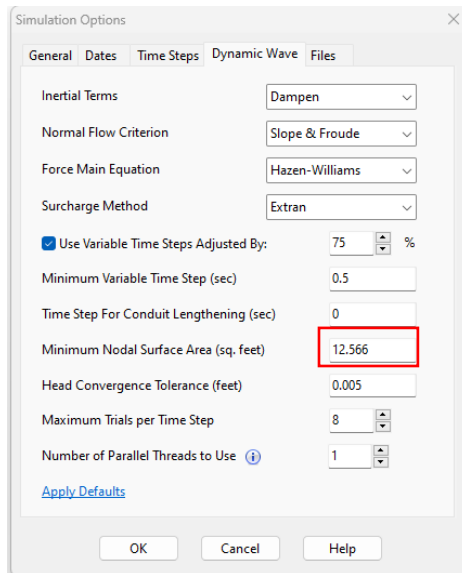 Simulation Options
General Dates Time Steps Dynamic Wave Files
Inertial Terms Dampen
Normal Flow Criterion Slope & Froude
Force Main Equation Hazen-Williams
Surcharge Method Extran
Use Variable Time Steps Adjusted By: 75 %
Minimum Variable Time Step (sec) 0.5
Time Step For Conduit Lengthening (sec) 0
Minimum Nodal Surface Area (sq. feet) 12.566
Head Convergence Tolerance (feet) 0.005
Maximum Trials per Time Step 8
Number of Parallel Threads to Use i 1
Apply Defaults
OK Cancel Help